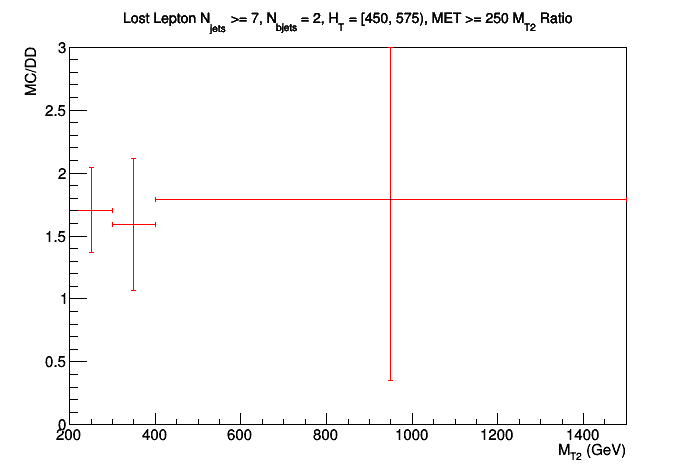 Lost Lepton N_jets >= 7, N_bjets = 2, H_T = [450, 575), MET >= 250 M_T2 Ratio
MC/DD
3
2.5
2
1.5
1
0.5
0
200 400 600 800 1000 1200 1400
M_T2 (GeV)